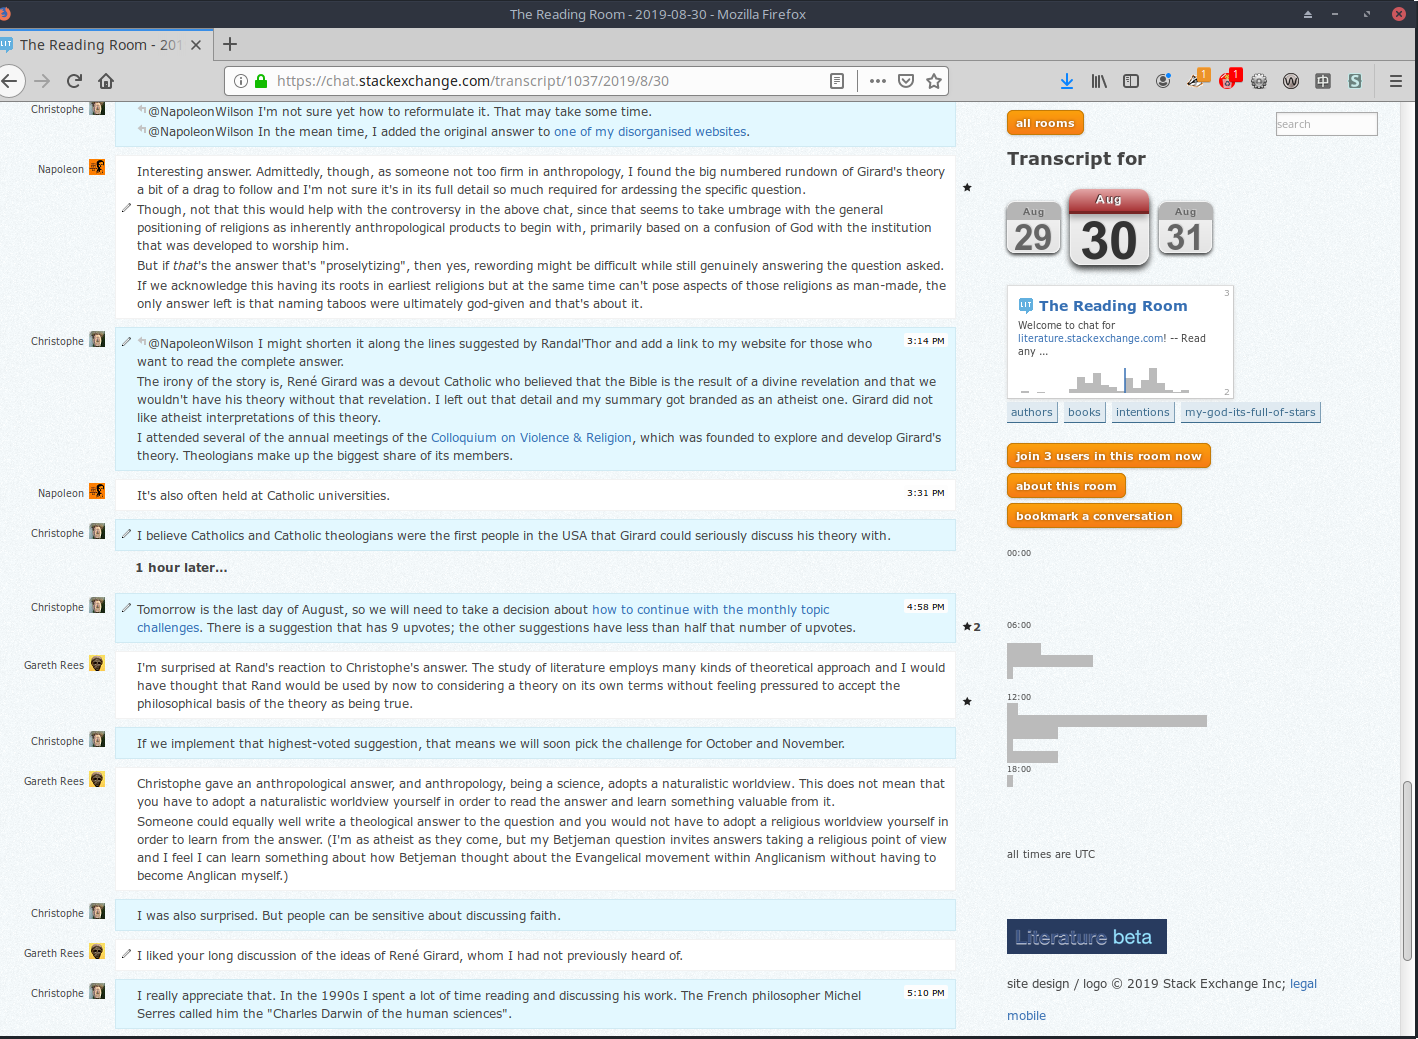 The Reading Room - 2019-08-30 - Mozilla Firefox
The Reading Room - 201
https://chat.stackexchange.com/transcript/1037/2019/8/30
1
1
Christophe
@NapoleonWilson I'm not sure yet how to reformulate it. That may take some time.
@NapoleonWilson In the mean time, I added the original answer to one of my disorganised websites.
Napoleon
Interesting answer. Admittedly, though, as someone not too firm in anthropology, I found the big numbered rundown of Girard's theory
a bit of a drag to follow and I'm not sure it's in its full detail so much required for ardessing the specific question.
Though, not that this would help with the controversy in the above chat, since that seems to take umbrage with the general
positioning of religions as inherently anthropological products to begin with, primarily based on a confusion of God with the institution
that was developed to worship him.
But if that's the answer that's "proselytizing", then yes, rewording might be difficult while still genuinely answering the question asked.
If we acknowledge this having its roots in earliest religions but at the same time can't pose aspects of those religions as man-made, the
only answer left is that naming taboos were ultimately god-given and that's about it.
Christophe
@NapoleonWilson I might shorten it along the lines suggested by Randal'Thor and add a link to my website for those who
want to read the complete answer.
3:14 PM
The irony of the story is, René Girard was a devout Catholic who believed that the Bible is the result of a divine revelation and that we
wouldn't have his theory without that revelation. I left out that detail and my summary got branded as an atheist one. Girard did not
like atheist interpretations of this theory.
I attended several of the annual meetings of the Colloquium on Violence & Religion, which was founded to explore and develop Girard's
theory. Theologians make up the biggest share of its members.
Napoleon
It's also often held at Catholic universities.
3:31 PM
Christophe
I believe Catholics and Catholic theologians were the first people in the USA that Girard could seriously discuss his theory with.
1 hour later...
Christophe
Tomorrow is the last day of August, so we will need to take a decision about how to continue with the monthly topic
challenges. There is a suggestion that has 9 upvotes; the other suggestions have less than half that number of upvotes.
4:58 PM
2
Gareth Rees
I'm surprised at Rand's reaction to Christophe's answer. The study of literature employs many kinds of theoretical approach and I would
have thought that Rand would be used by now to considering a theory on its own terms without feeling pressured to accept the
philosophical basis of the theory as being true.
Christophe
If we implement that highest-voted suggestion, that means we will soon pick the challenge for October and November.
Gareth Rees
Christophe gave an anthropological answer, and anthropology, being a science, adopts a naturalistic worldview. This does not mean that
you have to adopt a naturalistic worldview yourself in order to read the answer and learn something valuable from it.
Someone could equally well write a theological answer to the question and you would not have to adopt a religious worldview yourself in
order to learn from the answer. (I'm as atheist as they come, but my Betjeman question invites answers taking a religious point of view
and I feel I can learn something about how Betjeman thought about the Evangelical movement within Anglicanism without having to
become Anglican myself.)
Christophe
I was also surprised. But people can be sensitive about discussing faith.
Gareth Rees
I liked your long discussion of the ideas of René Girard, whom I had not previously heard of.
Christophe
I really appreciate that. In the 1990s I spent a lot of time reading and discussing his work. The French philosopher Michel
Serres called him the "Charles Darwin of the human sciences".
5:10 PM
all rooms
search
Transcript for
Aug
29
Aug
30
Aug
31
LIT
The Reading Room
3
Welcome to chat for
literature.stackexchange.com! -- Read
any ...
2
authors
books
intentions
my-god-its-full-of-stars
join 3 users in this room now
about this room
bookmark a conversation
00:00
06:00
12:00
18:00
all times are UTC
Literature beta
site design / logo © 2019 Stack Exchange Inc; legal
mobile